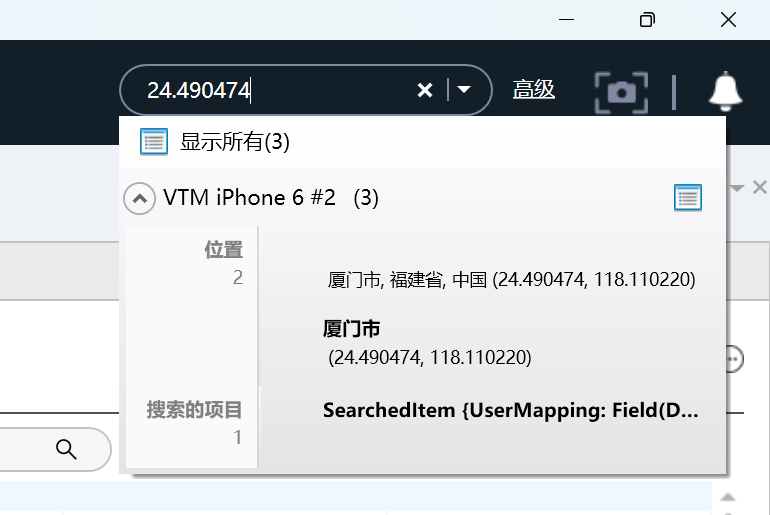 24.490474
高级
显示所有(3)
VTM iPhone 6 #2 (3)
位置
2
厦门市, 福建省, 中国 (24.490474, 118.110220)
厦门市
(24.490474, 118.110220)
搜索的项目
1
SearchedItem {UserMapping: Field(D...